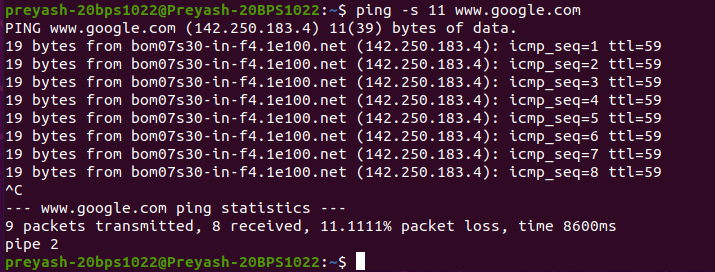 preyash-20bps1022@Preyash-20BPS1022:~$ ping -s 11 www.google.com
PING www.google.com (142.250.183.4) 11(39) bytes of data.
19 bytes from bom07s30-in-f4.1e100.net (142.250.183.4): icmp_seq=1 ttl=59
19 bytes from bom07s30-in-f4.1e100.net (142.250.183.4): icmp_seq=2 ttl=59
19 bytes from bom07s30-in-f4.1e100.net (142.250.183.4): icmp_seq=3 ttl=59
19 bytes from bom07s30-in-f4.1e100.net (142.250.183.4): icmp_seq=4 ttl=59
19 bytes from bom07s30-in-f4.1e100.net (142.250.183.4): icmp_seq=5 ttl=59
19 bytes from bom07s30-in-f4.1e100.net (142.250.183.4): icmp_seq=6 ttl=59
19 bytes from bom07s30-in-f4.1e100.net (142.250.183.4): icmp_seq=7 ttl=59
19 bytes from bom07s30-in-f4.1e100.net (142.250.183.4): icmp_seq=8 ttl=59
^C
--- www.google.com ping statistics ---
9 packets transmitted, 8 received, 11.1111% packet loss, time 8600ms
pipe 2
preyash-20bps1022@Preyash-20BPS1022:~$